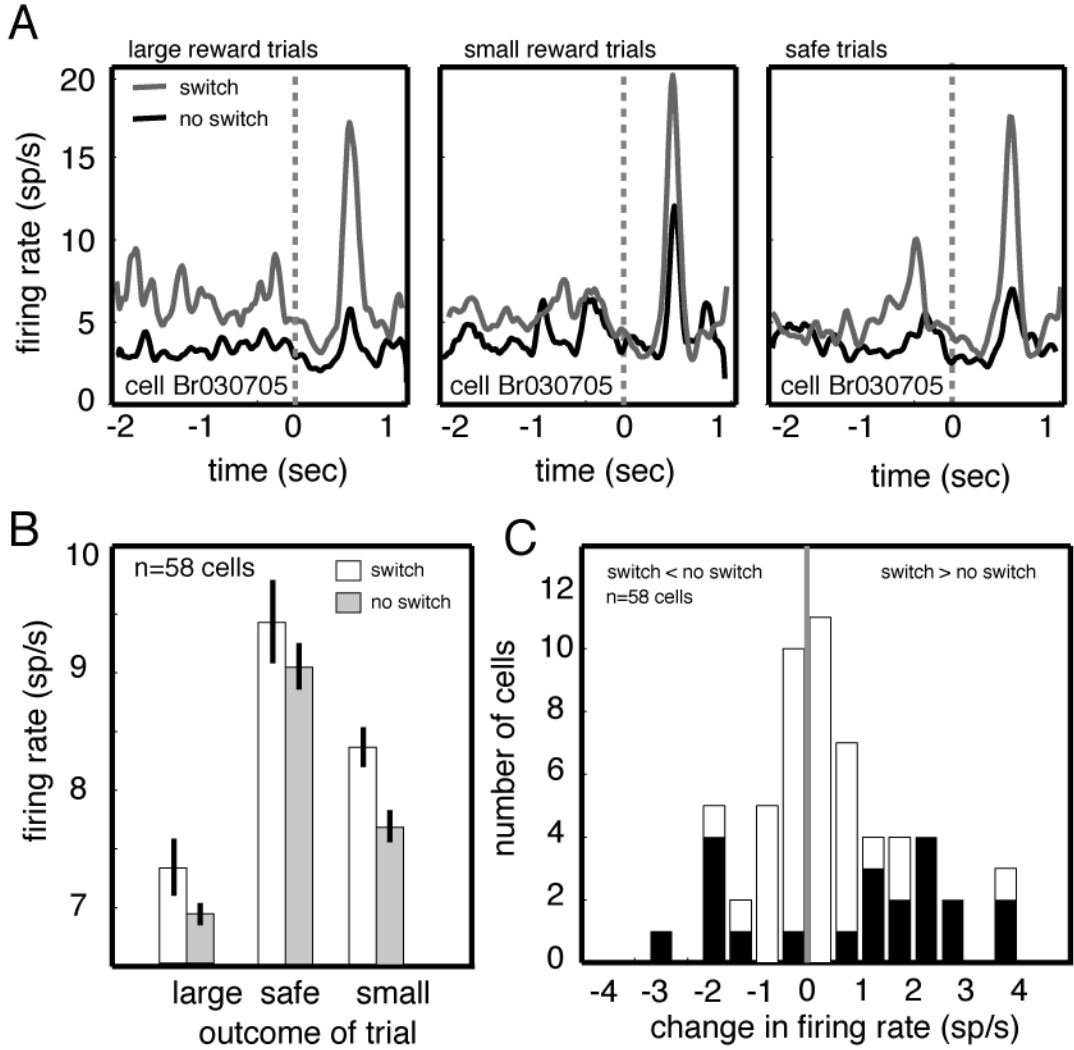 A
large reward trials
small reward trials
safe trials
switch
no switch
firing rate (sp/s)
20
15
10
5
0
cell Br030705
cell Br030705
cell Br030705
-2 -1 0 1
-2 -1 0 1
-2 -1 0 1
time (sec)
time (sec)
time (sec)
B
n=58 cells
switch
no switch
firing rate (sp/s)
10
9
8
7
large safe small
outcome of trial
C
switch < no switch
n=58 cells
switch > no switch
number of cells
12
10
8
6
4
2
0
-4 -3 -2 -1 0 1 2 3 4
change in firing rate (sp/s)